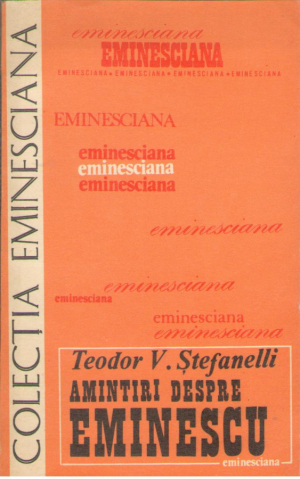 COLECȚIA EMINESCIANA
eminesciana
EMINESCIANA
EMINESCIANA • EMINESCIANA • EMINESCIANA • EMINESCIANA
EMINESCIANA
eminesciana
eminesciana
eminesciana
eminesciana
eminesciana
eminesciana
eminesciana
eminesciana
Teodor V. Ștefanelli
AMINTIRI DESPRE
EMINESCU
eminesciana